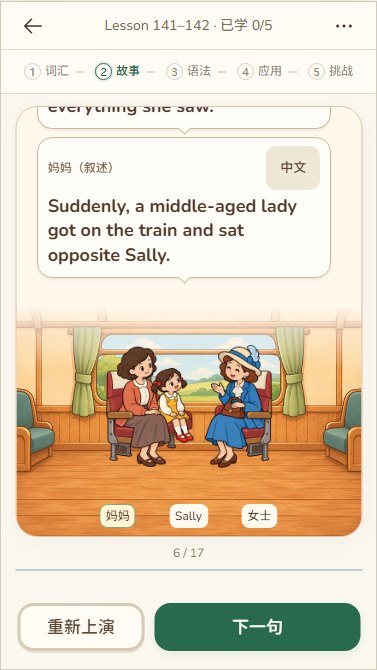 Lesson 141–142 · 已学 0/5
1 词汇 2 故事 3 语法 4 应用 5 挑战
everything she saw.
妈妈（叙述）
中文
Suddenly, a middle-aged lady
got on the train and sat
opposite Sally.
妈妈 Sally 女士
6 / 17
重新上演 下一句